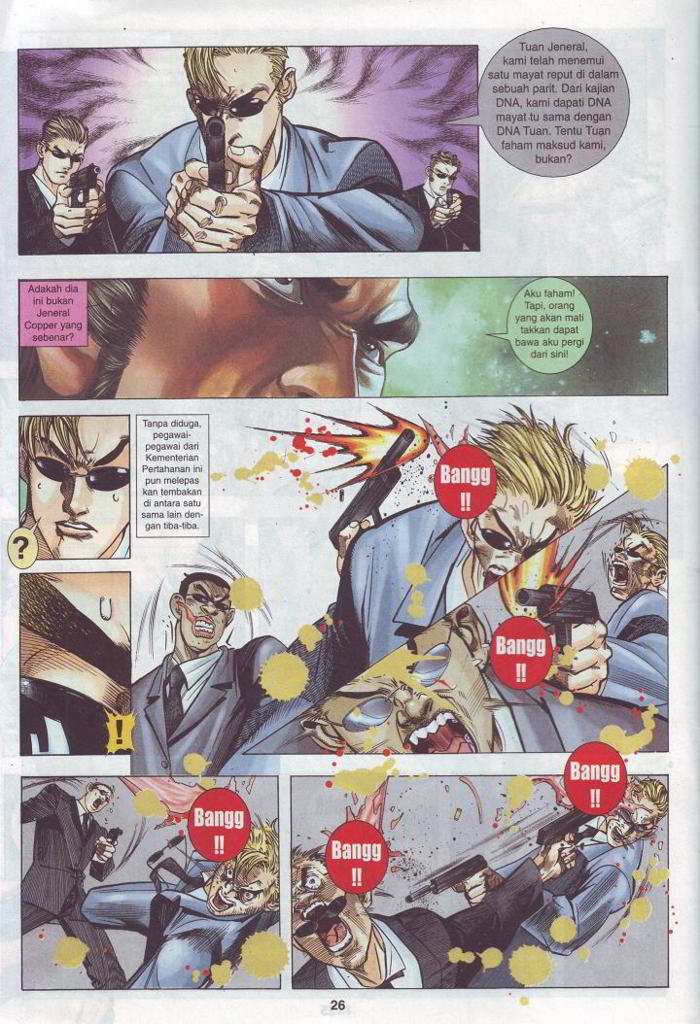 Tuan Jeneral,
kami telah menemui
satu mayat reput di dalam
sebuah parit. Dari kajian
DNA, kami dapati DNA
mayat tu sama dengan
DNA Tuan. Tentu Tuan
faham maksud kami,
bukan?
Adakah dia
ini bukan
Jeneral
Copper yang
sebenar?
Aku faham!
Tapi, orang
yang akan mati
takkan dapat
bawa aku pergi
dari sini!
?
Tanpa diduga,
pegawai-
pegawai dari
Kementerian
Pertahanan ini
pun melepas
kan tembakan
di antara satu
sama lain den-
gan tiba-tiba.
Bangg
!!
Bangg
!!
!
Bangg
!!
Bangg
!!
Bangg
!!
26